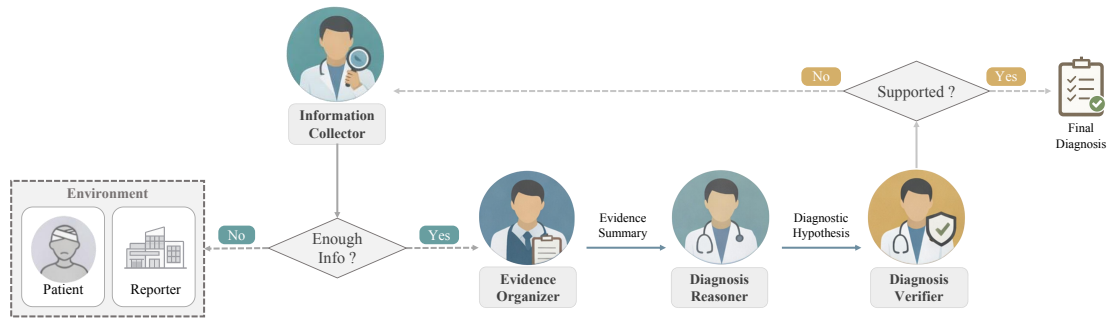 Information
Collector
No
Supported ?
Yes
Final
Diagnosis
Environment
Patient
Reporter
No
Enough
Info ?
Yes
Evidence
Organizer
Evidence
Summary
Diagnosis
Reasoner
Diagnostic
Hypothesis
Diagnosis
Verifier